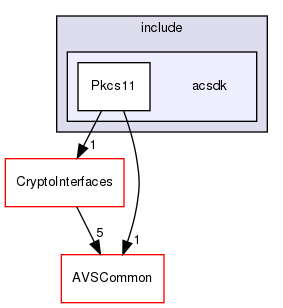 include
Pkcs11
acsdk
1
CryptoInterfaces
5
1
AVSCommon